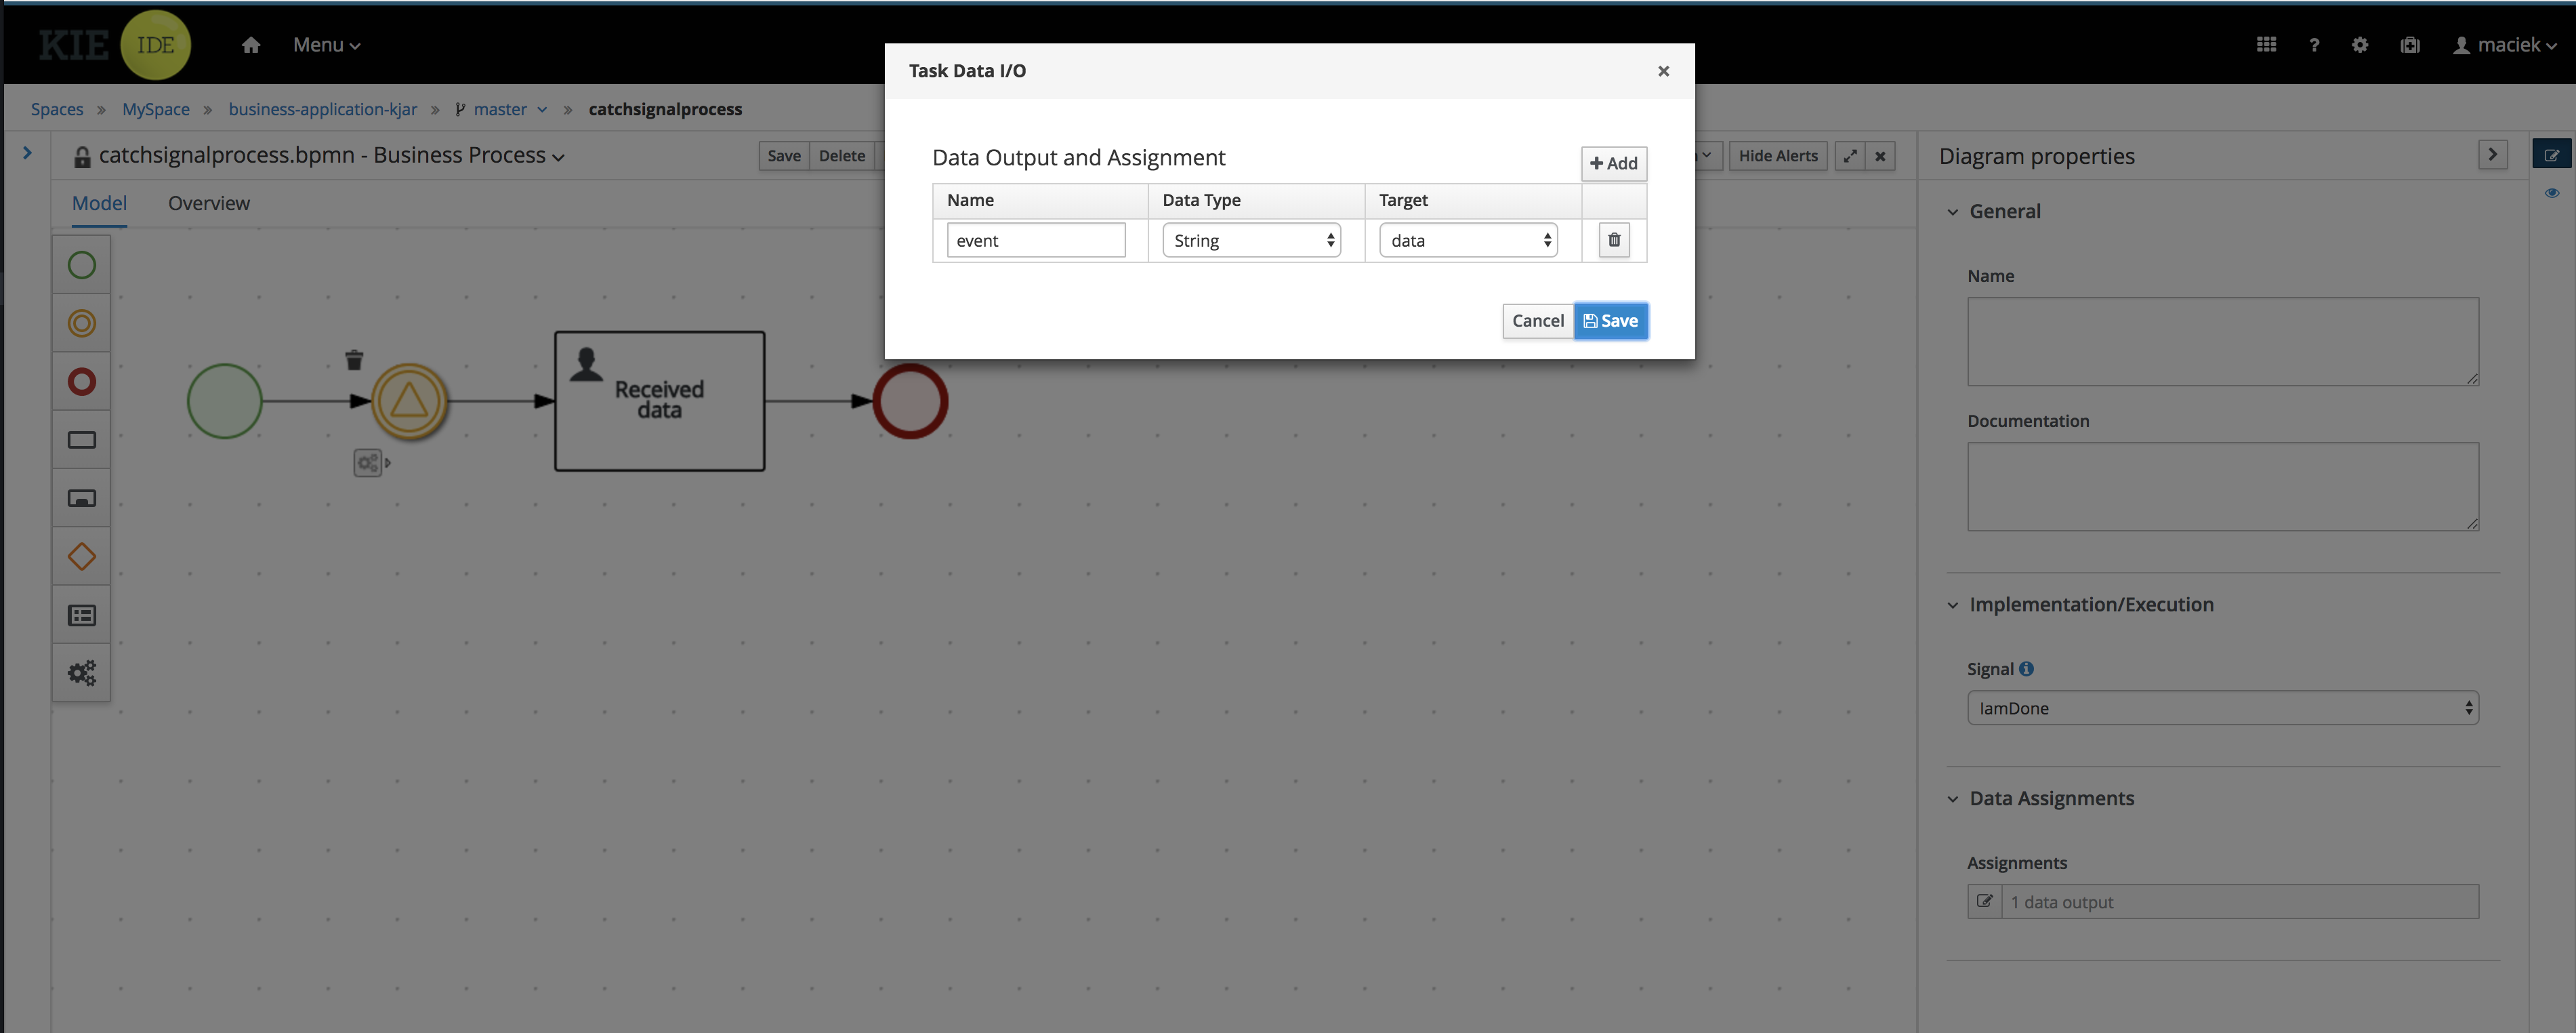 KIE IDE Menu ? maciek
Task Data I/O ×
Spaces » MySpace » business-application-kjar » master » catchsignalprocess
catchsignalprocess.bpmn - Business Process Save Delete Hide Alerts Diagram properties
Data Output and Assignment + Add
Name Data Type Target
event String data
Cancel Save
Model Overview
General
Name
Received
data
Documentation
Implementation/Execution
Signal
IamDone
Data Assignments
Assignments
1 data output